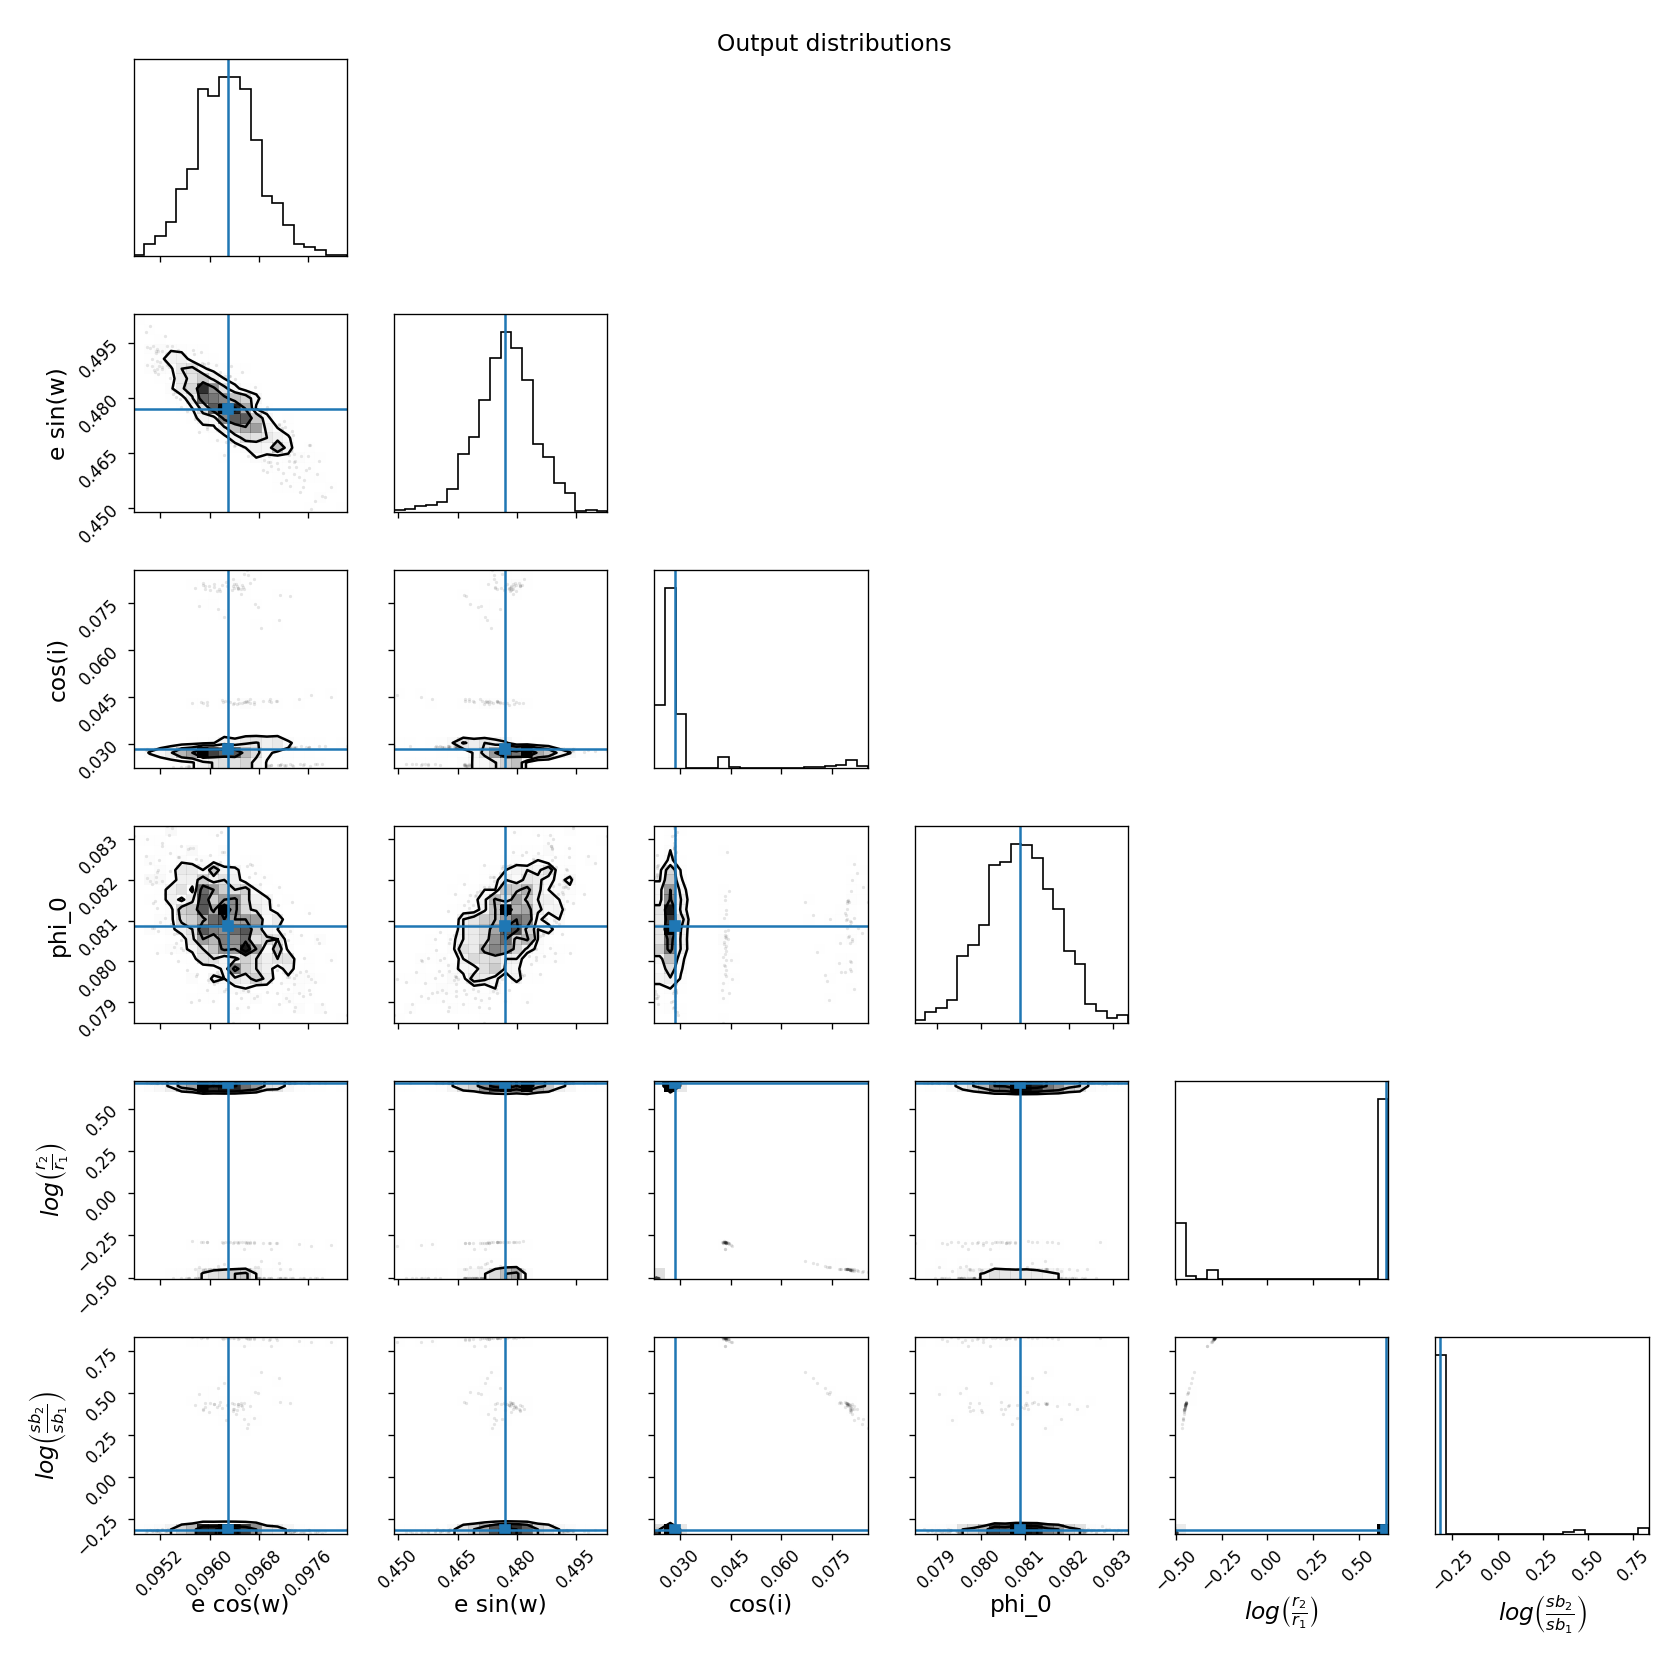 Output distributions
e sin(w)
0.495
0.480
0.465
0.450
cos(i)
0.075
0.060
0.045
0.030
phi_0
0.083
0.082
0.081
0.080
0.079
log(r₂/r₁)
0.50
0.25
0.00
−0.25
−0.50
log(sb₂/sb₁)
0.75
0.50
0.25
0.00
−0.25
0.0952 0.0960 0.0968 0.0976 0.450 0.465 0.480 0.495 0.030 0.045 0.060 0.075 0.079 0.080 0.081 0.082 0.083 −0.50 −0.25 0.00 0.25 0.50 −0.25 0.00 0.25 0.50 0.75
e cos(w) e sin(w) cos(i) phi_0 log(r₂/r₁) log(sb₂/sb₁)